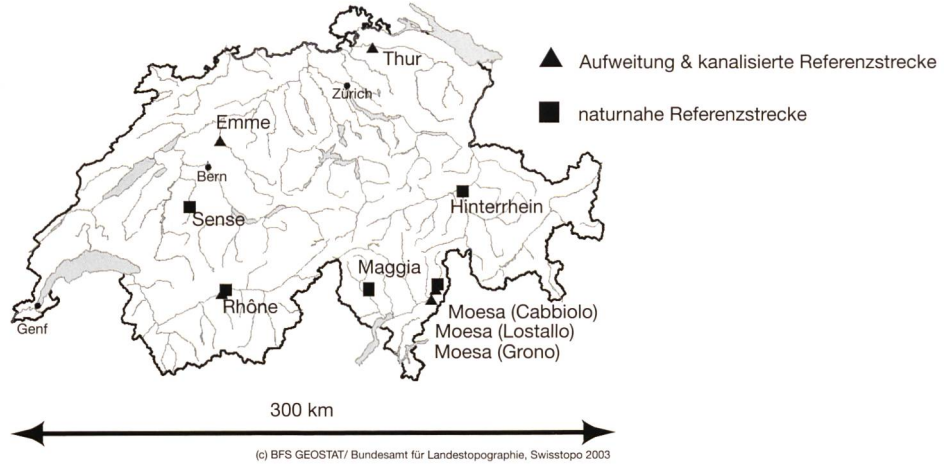 Thur
Aufweitung & kanalisierte Referenzstrecke
Zürich
naturnahe Referenzstrecke
Emme
Bern
Sense
Hinterrhein
Maggia
Rhône
Genf
Moesa (Cabbiolo)
Moesa (Lostallo)
Moesa (Grono)
300 km
(c) BFS GEOSTAT/ Bundesamt für Landestopographie, Swisstopo 2003